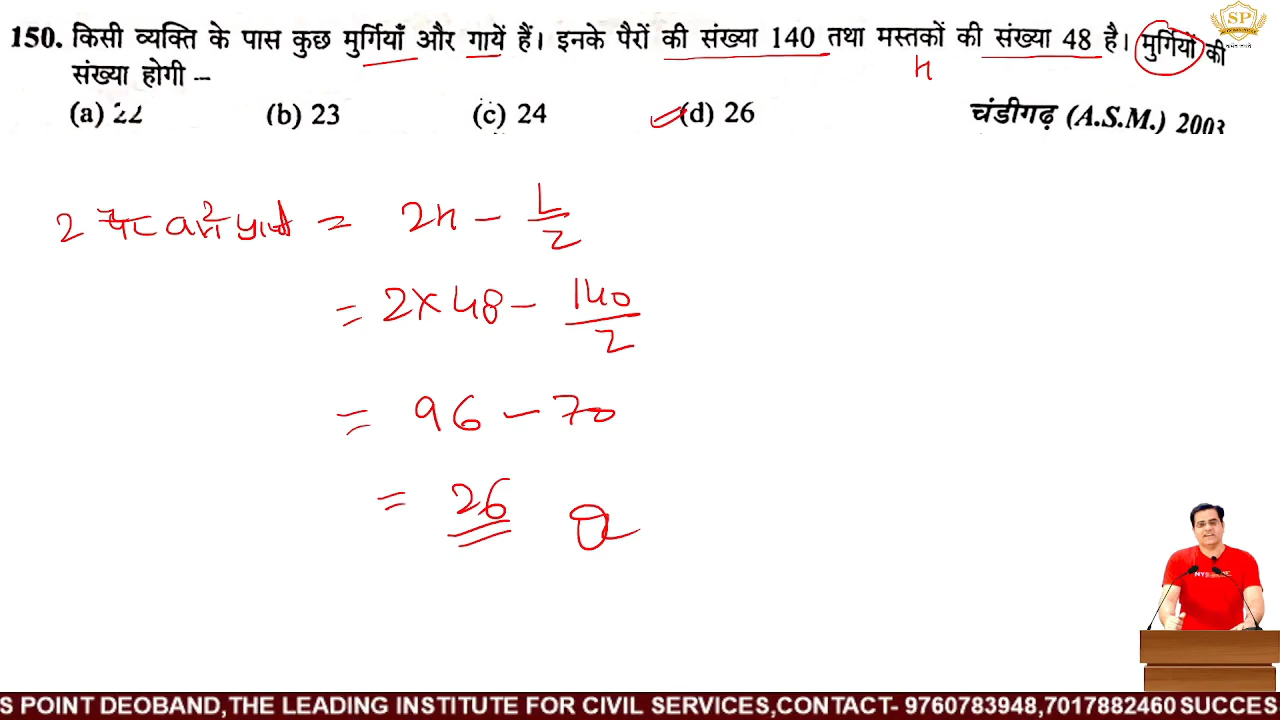 150. किसी व्यक्ति के पास कुछ मुर्गियाँ और गायें हैं। इनके पैरों की संख्या 140 तथा मस्तकों की संख्या 48 है। मुर्गियों की
संख्या होगी –
h
(a) 22 (b) 23 (c) 24 (d) 26 चंडीगढ़ (A.S.M.) 2003
2 = 2h - L/2
= 2 × 48 - 140/2
= 96 - 70
= 26
SP
S POINT DEOBAND,THE LEADING INSTITUTE FOR CIVIL SERVICES,CONTACT- 9760783948,7017882460 SUCCES